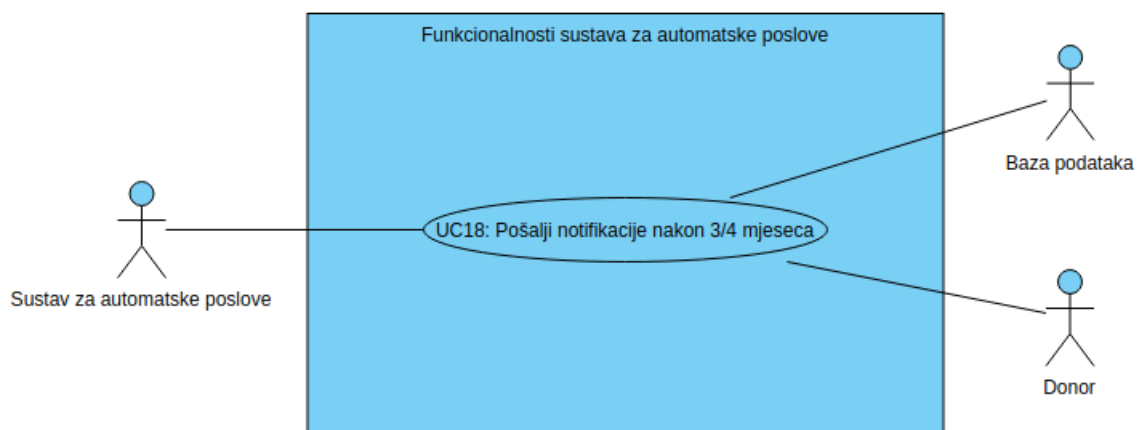 Funkcionalnosti sustava za automatske poslove
Baza podataka
UC18: Pošalji notifikacije nakon 3/4 mjeseca
Sustav za automatske poslove
Donor